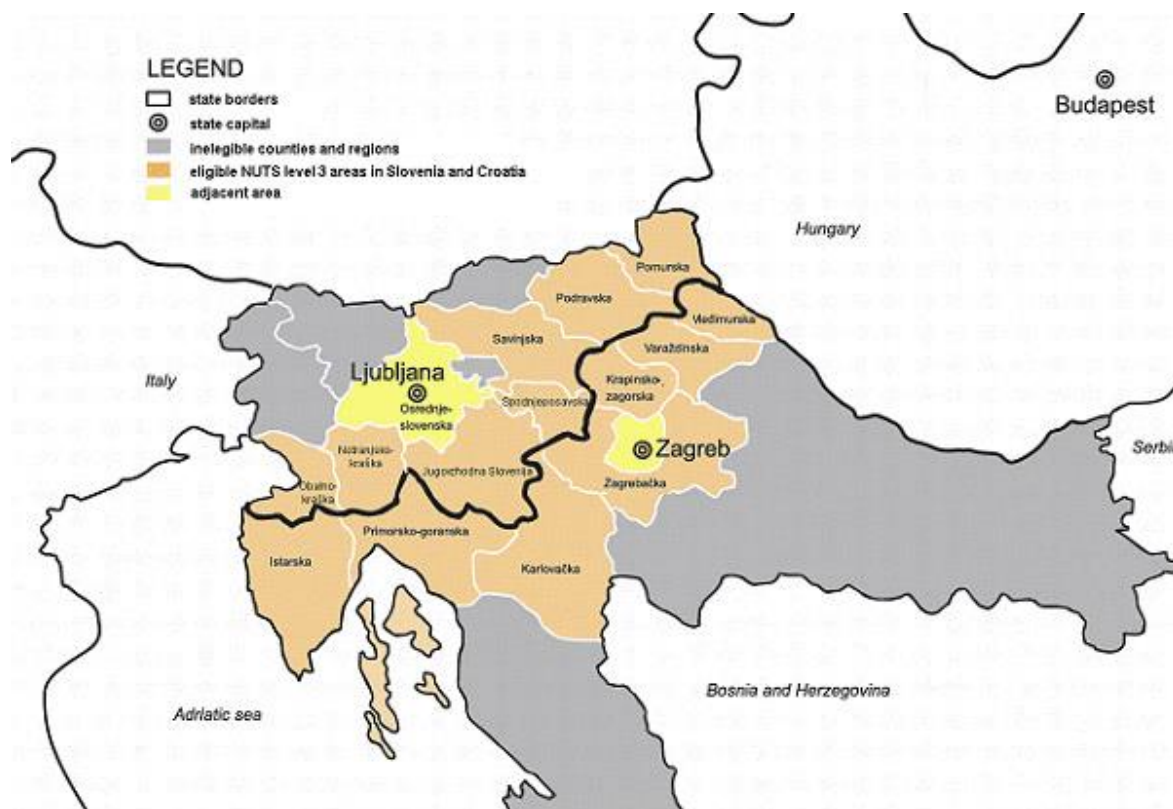 LEGEND
state borders
state capital
inelegible counties and regions
eligible NUTS level 3 areas in Slovenia and Croatia
adjacent area
Budapest
Hungary
Pomurska
Podravska
Međimurska
Savinjska
Varaždinska
Italy
Ljubljana
Krapinsko-
zagorska
Spodnjeposavska
Osrednje-
slovenska
Serbi
Zagreb
Notranjsko-
kraška
Jugovzhodna Slovenija
Obalno-
kraška
Zagrebačka
Primorsko-goranska
Istarska
Karlovačka
Bosnia and Herzegovina
Adriatic sea